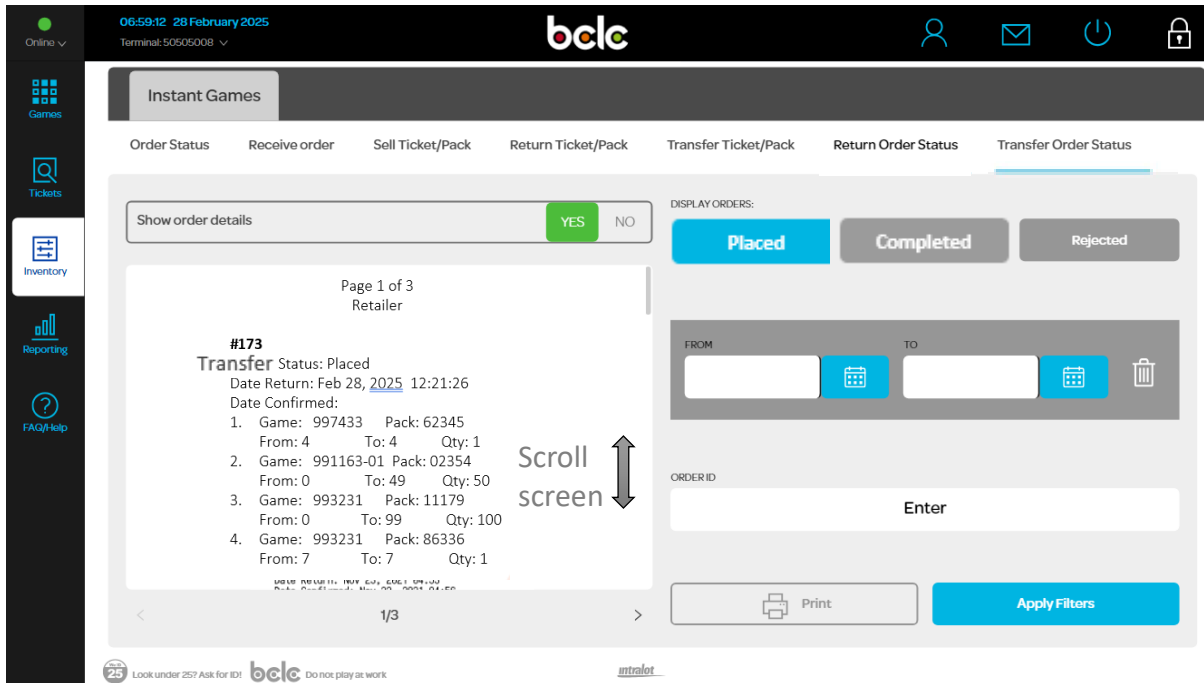 Online
06:59:12 28 February 2025
Terminal: 50505008
bclc
Games
Tickets
Inventory
Reporting
FAQ/Help
Instant Games
Order Status Receive order Sell Ticket/Pack Return Ticket/Pack Transfer Ticket/Pack Return Order Status Transfer Order Status
Show order details YES NO
Page 1 of 3
Retailer
#173
Transfer Status: Placed
Date Return: Feb 28, 2025 12:21:26
Date Confirmed:
1. Game: 997433 Pack: 62345
From: 4 To: 4 Qty: 1
2. Game: 991163-01 Pack: 02354
From: 0 To: 49 Qty: 50
3. Game: 993231 Pack: 11179
From: 0 To: 99 Qty: 100
4. Game: 993231 Pack: 86336
From: 7 To: 7 Qty: 1
Scroll
screen
1/3
DISPLAY ORDERS:
Placed Completed Rejected
FROM TO
ORDER ID
Enter
Print Apply Filters
25 Look under 25? Ask for ID! bclc Do not play at work intralot